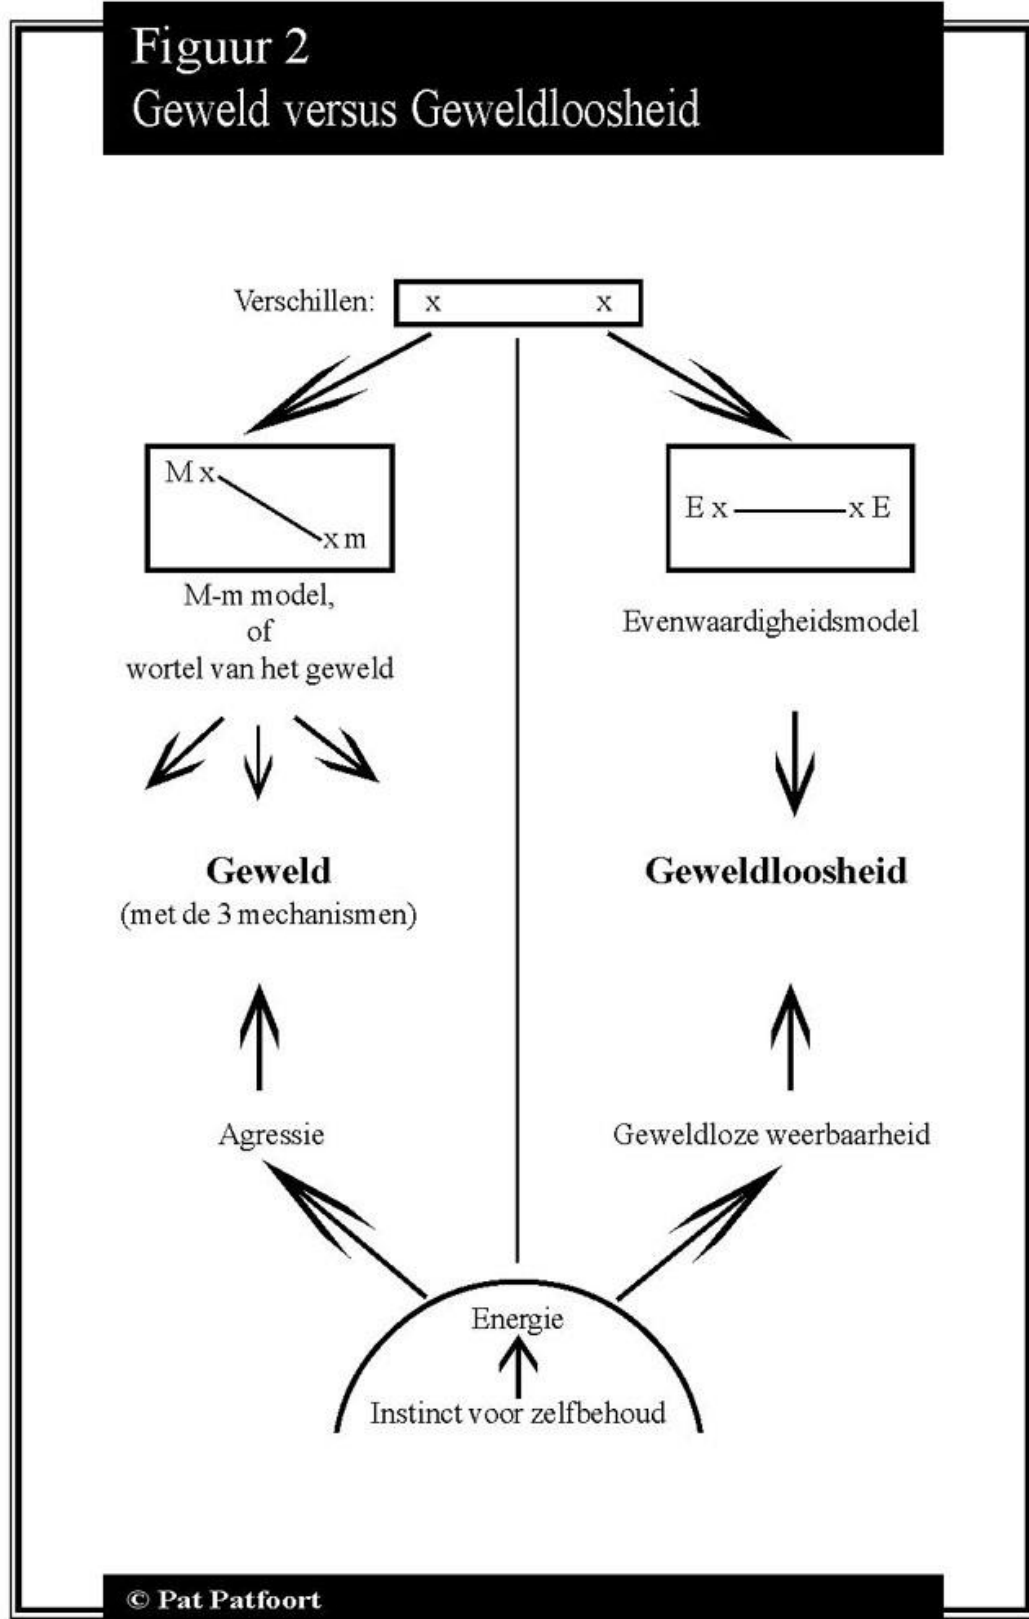 Figuur 2
Geweld versus Geweldloosheid
Verschillen: x x
M x
x m
E x x E
M-m model,
of
wortel van het geweld
Evenwaardigheidsmodel
Geweld
(met de 3 mechanismen)
Geweldloosheid
Agressie
Geweldloze weerbaarheid
Energie
Instinct voor zelfbehoud
© Pat Patfoort